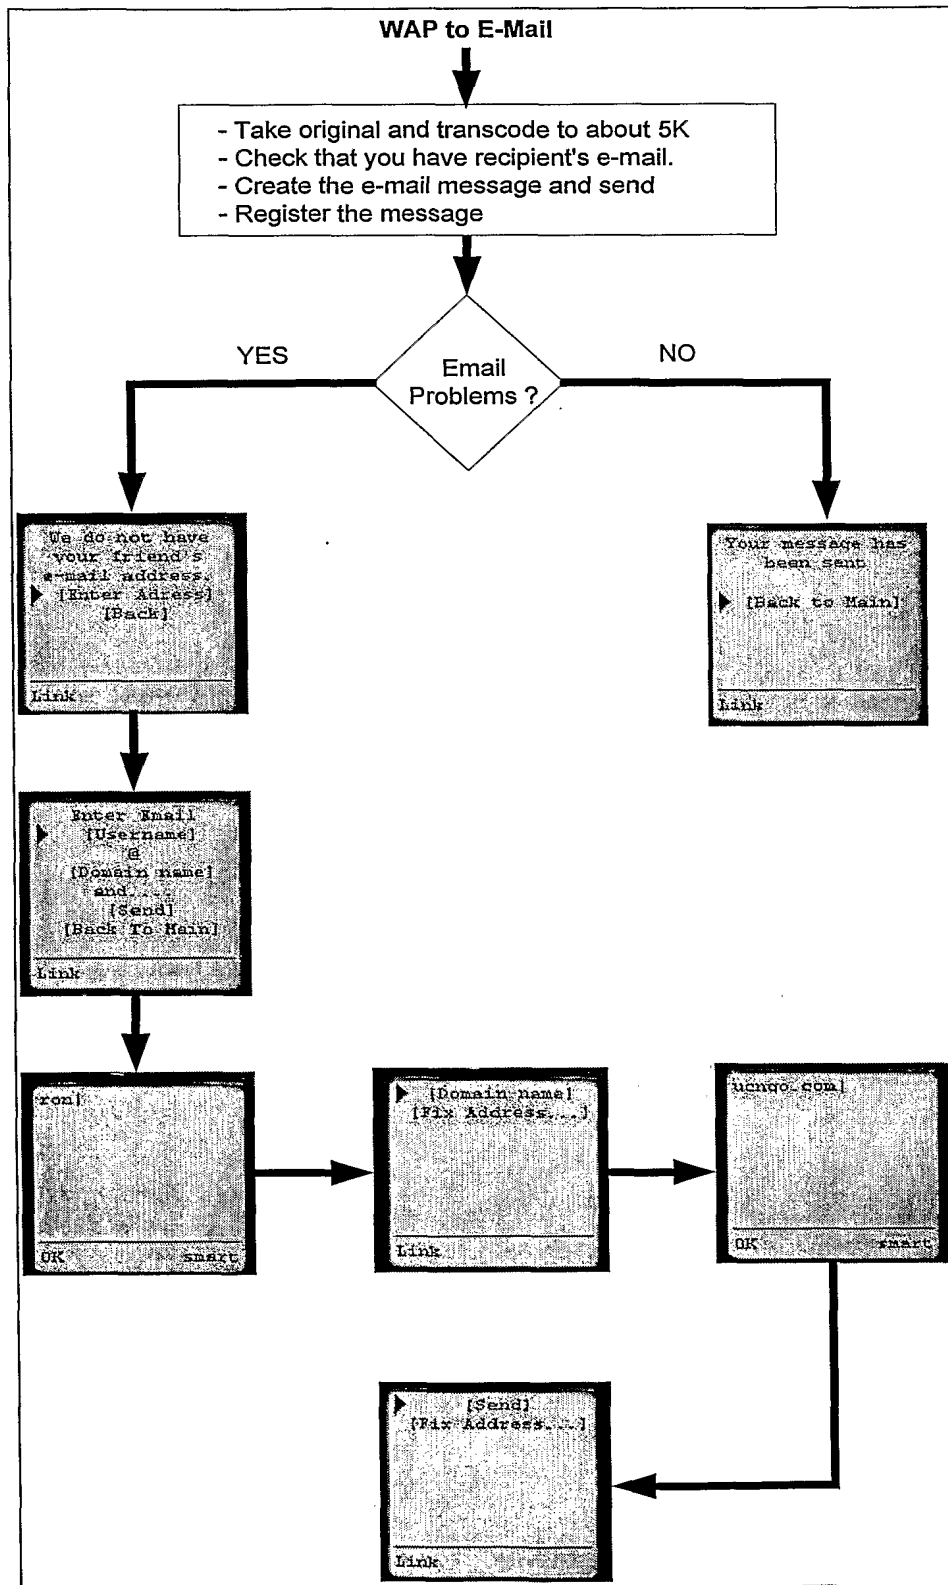 WAP to E-Mail
- Take original and transcode to about 5K
- Check that you have recipient's e-mail.
- Create the e-mail message and send
- Register the message
Email
Problems ?
YES
NO
We do not have
your friend's
e-mail address.
[Enter Adress]
[Back]
Link
Your message has
been sent
[Back to Main]
Link
Enter Email
[Username]
@
[Domain name]
and....
[Send]
[Back To Main]
Link
ron|
OK smart
[Domain name]
[Fix Address...]
Link
ucngo.com|
OK smart
[Send]
[Fix Address...]
Link